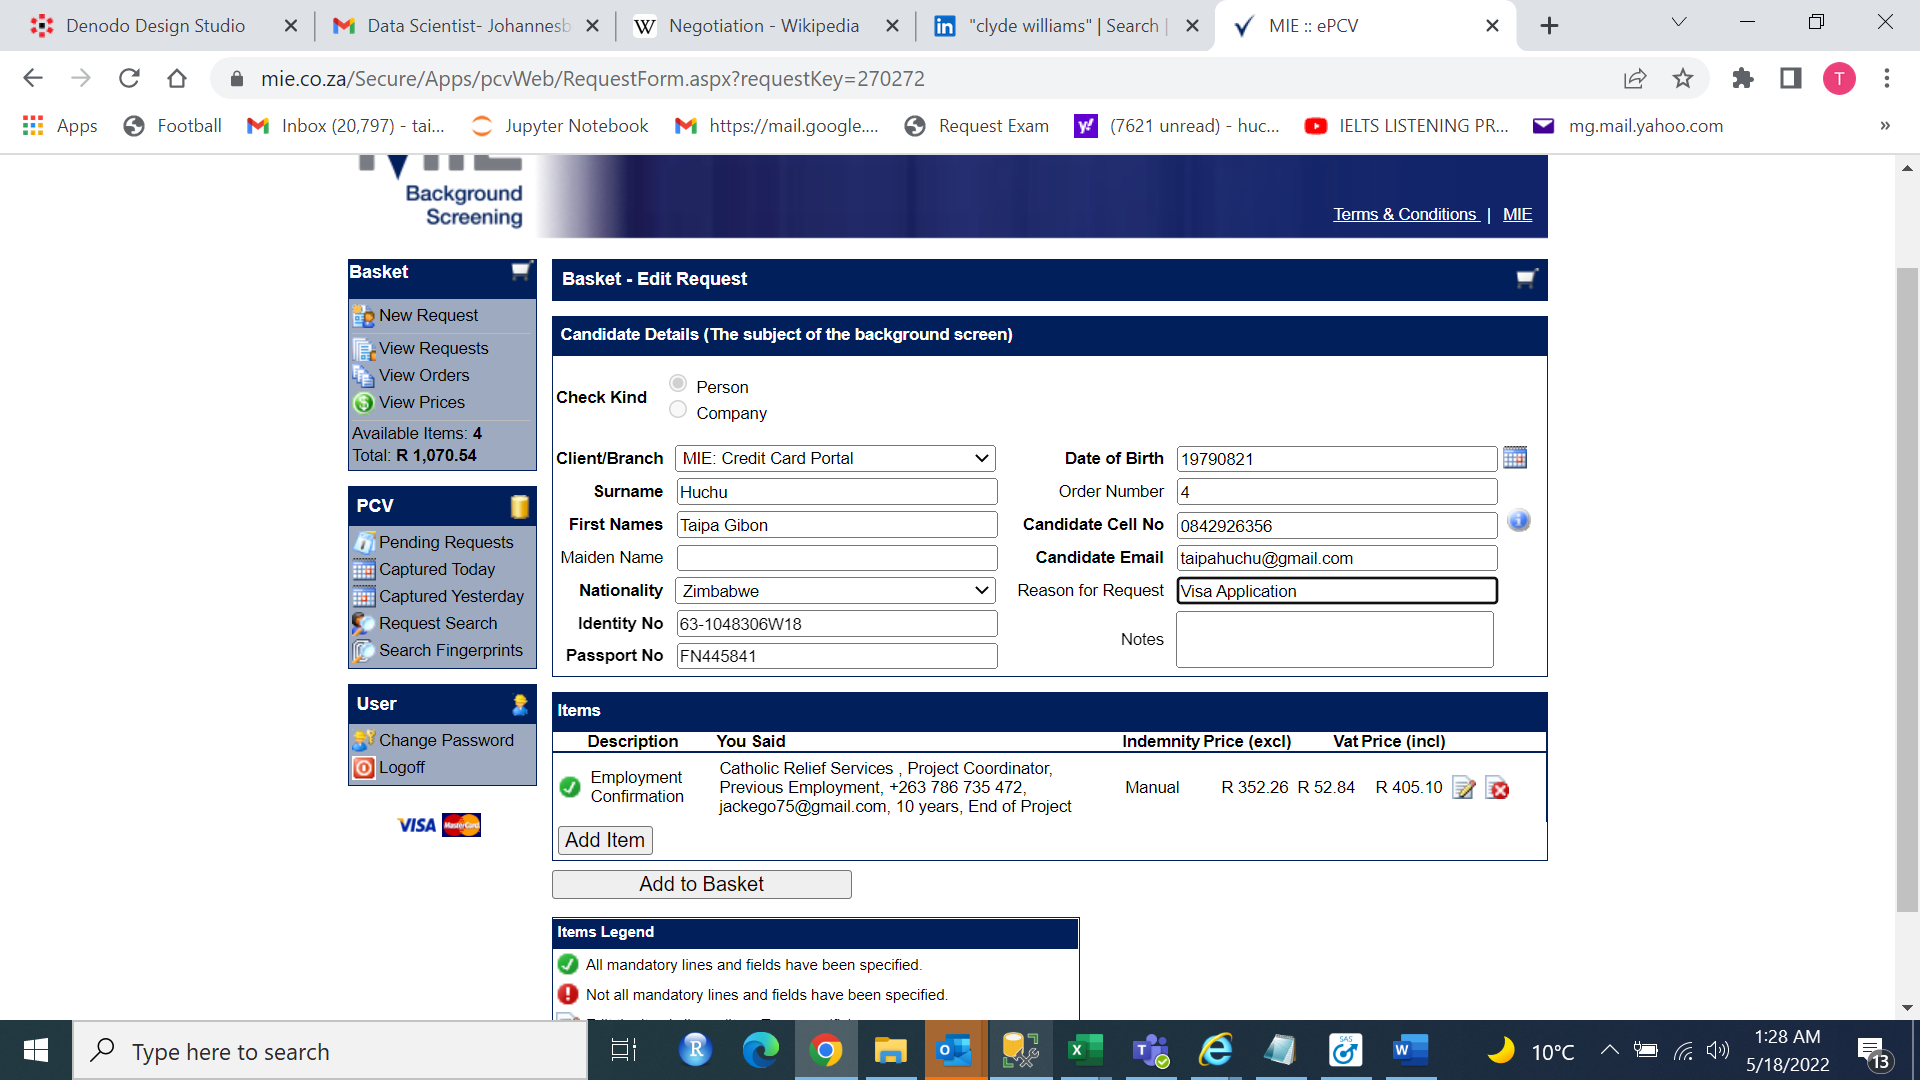 Denodo Design Studio
Data Scientist- Johannesb
Negotiation - Wikipedia
"clyde williams" | Search |
MIE :: ePCV
mie.co.za/Secure/Apps/pcvWeb/RequestForm.aspx?requestKey=270272
T
Apps
Football
Inbox (20,797) - tai...
Jupyter Notebook
https://mail.google....
Request Exam
(7621 unread) - huc...
IELTS LISTENING PR...
mg.mail.yahoo.com
»
Background
Screening
Terms & Conditions | MIE
Basket
New Request
View Requests
View Orders
View Prices
Available Items: 4
Total: R 1,070.54
PCV
Pending Requests
Captured Today
Captured Yesterday
Request Search
Search Fingerprints
User
Change Password
Logoff
VISA MasterCard
Basket - Edit Request
Candidate Details (The subject of the background screen)
Check Kind
Person
Company
Client/Branch MIE: Credit Card Portal
Date of Birth 19790821
Surname Huchu
Order Number 4
First Names Taipa Gibon
Candidate Cell No 0842926356
Maiden Name
Candidate Email taipahuchu@gmail.com
Nationality Zimbabwe
Reason for Request Visa Application
Identity No 63-1048306W18
Notes
Passport No FN445841
Items
Description You Said Indemnity Price (excl) Vat Price (incl)
Employment Confirmation
Catholic Relief Services , Project Coordinator,
Previous Employment, +263 786 735 472,
jackego75@gmail.com, 10 years, End of Project
Manual R 352.26 R 52.84 R 405.10
Add Item
Add to Basket
Items Legend
All mandatory lines and fields have been specified.
Not all mandatory lines and fields have been specified.
Type here to search
10°C
1:28 AM
5/18/2022
13